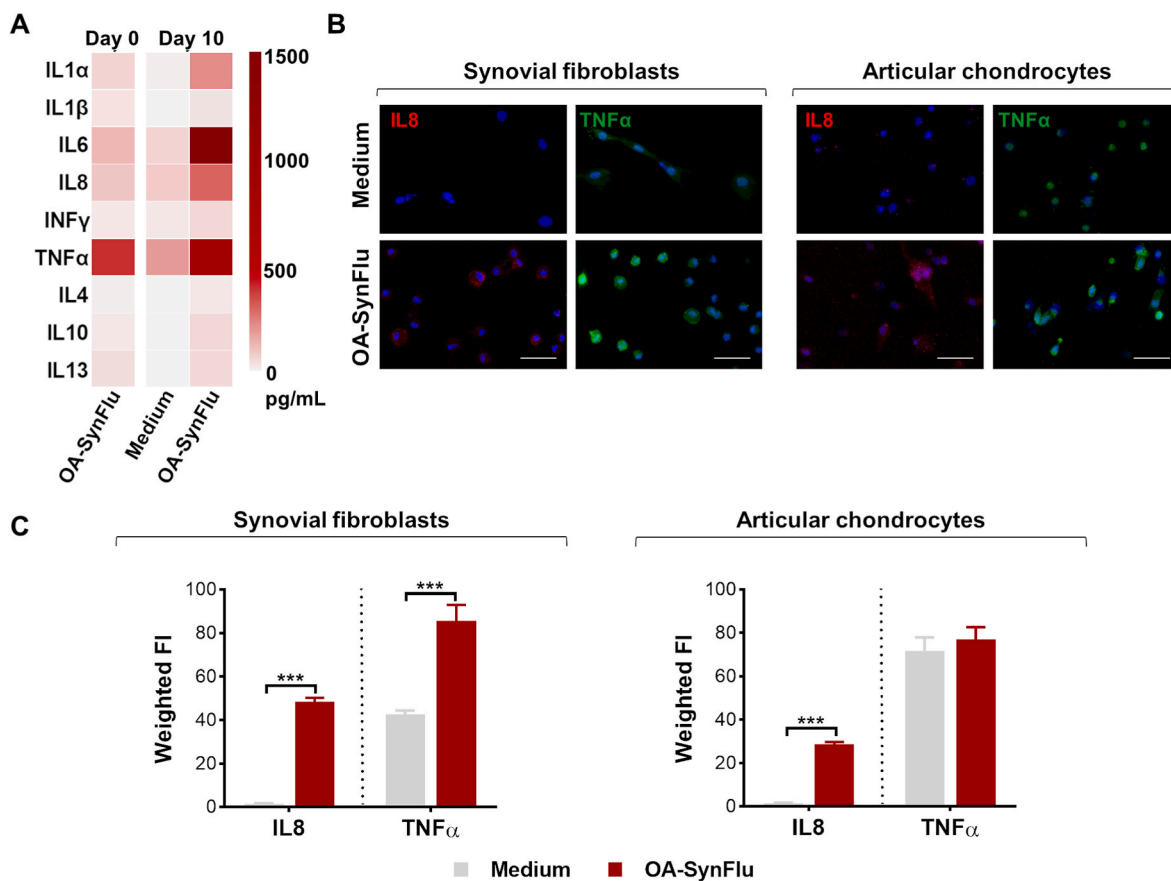 A
Day 0 Day 10
IL1α
IL1β
IL6
IL8
INFγ
TNFα
IL4
IL10
IL13
1500
1000
500
0
pg/mL
OA-SynFlu
Medium
OA-SynFlu
B
Synovial fibroblasts
Articular chondrocytes
IL8
TNFα
IL8
TNFα
Medium
OA-SynFlu
C
Synovial fibroblasts
Weighted FI
100
80
60
40
20
0
***
***
IL8
TNFα
Articular chondrocytes
Weighted FI
100
80
60
40
20
0
***
IL8
TNFα
Medium OA-SynFlu